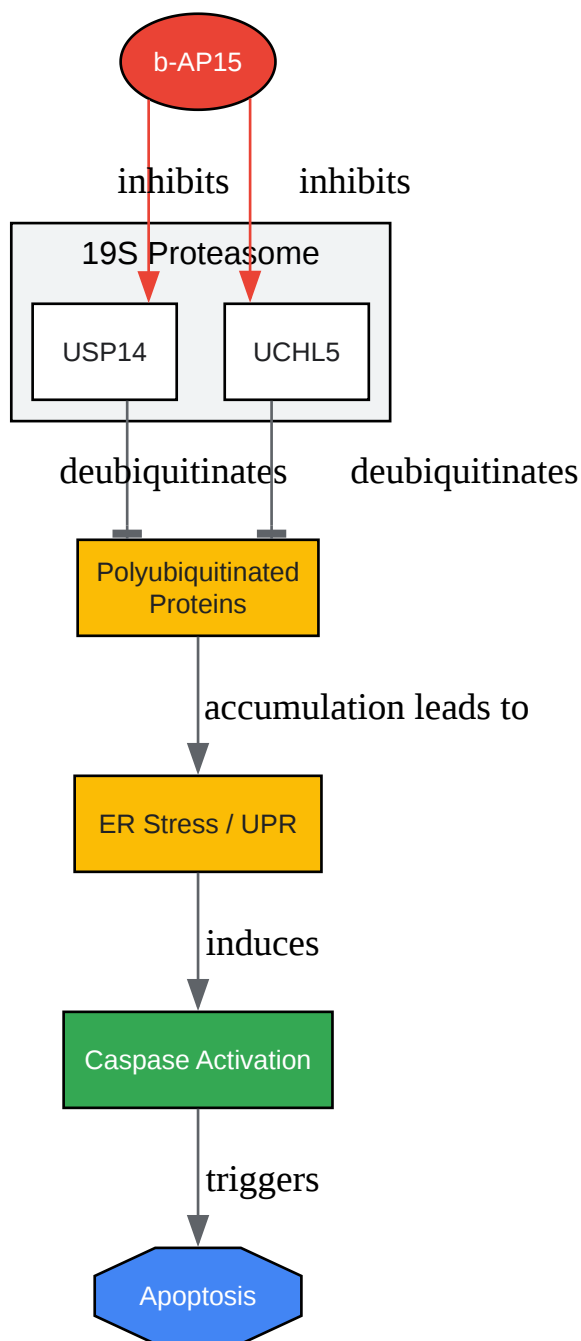 b-AP15
inhibits
inhibits
19S Proteasome
USP14
UCHL5
deubiquitinates
deubiquitinates
Polyubiquitinated
Proteins
accumulation leads to
ER Stress / UPR
induces
Caspase Activation
triggers
Apoptosis